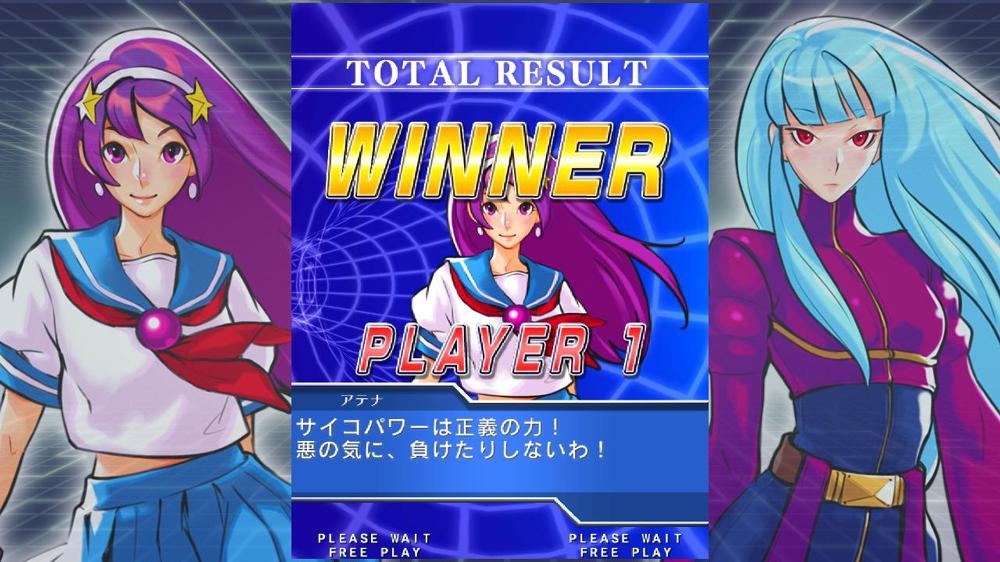 TOTAL RESULT
WINNER
PLAYER 1
アテナ
サイコパワーは正義の力!
悪の気に、負けたりしないわ!
PLEASE WAIT
FREE PLAY
PLEASE WAIT
FREE PLAY